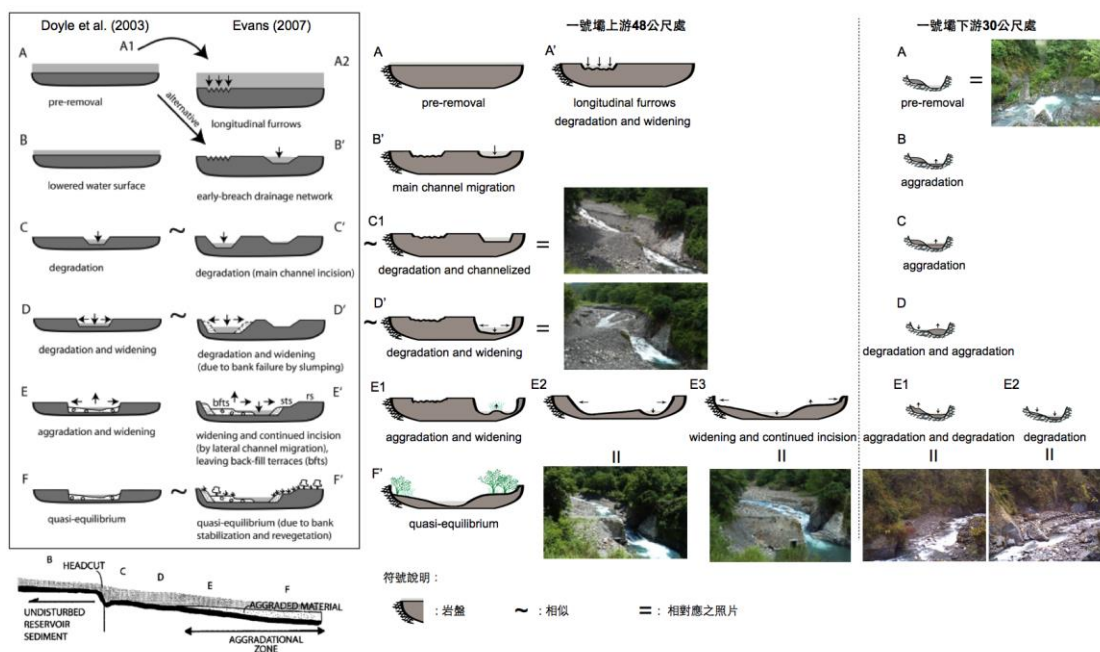 Doyle et al. (2003)
Evans (2007)
A
A1
A2
pre-removal
longitudinal furrows
alternative
B
B'
lowered water surface
early-breach drainage network
C
~
C'
degradation
degradation (main channel incision)
D
~
D'
degradation and widening
degradation and widening
(due to bank failure by slumping)
E
bfts
sts
rs
E'
aggradation and widening
widening and continued incision
(by lateral channel migration),
leaving back-fill terraces (bfts)
F
~
F'
quasi-equilibrium
quasi-equilibrium (due to bank
stabilization and revegetation)
B
HEADCUT
C
D
E
F
AGGRADED MATERIAL
UNDISTURBED
RESERVOIR
SEDIMENT
AGGRADATIONAL
ZONE
一號壩上游48公尺處
A
A'
pre-removal
longitudinal furrows
degradation and widening
B'
main channel migration
~
C1
=
degradation and channelized
~
D'
=
degradation and widening
E1
E2
E3
aggradation and widening
widening and continued incision
=
=
F'
quasi-equilibrium
符號說明：
：岩盤
~
：相似
=
：相對應之照片
一號壩下游30公尺處
A
=
pre-removal
B
aggradation
C
aggradation
D
degradation and aggradation
E1
E2
aggradation and degradation
degradation
=
=